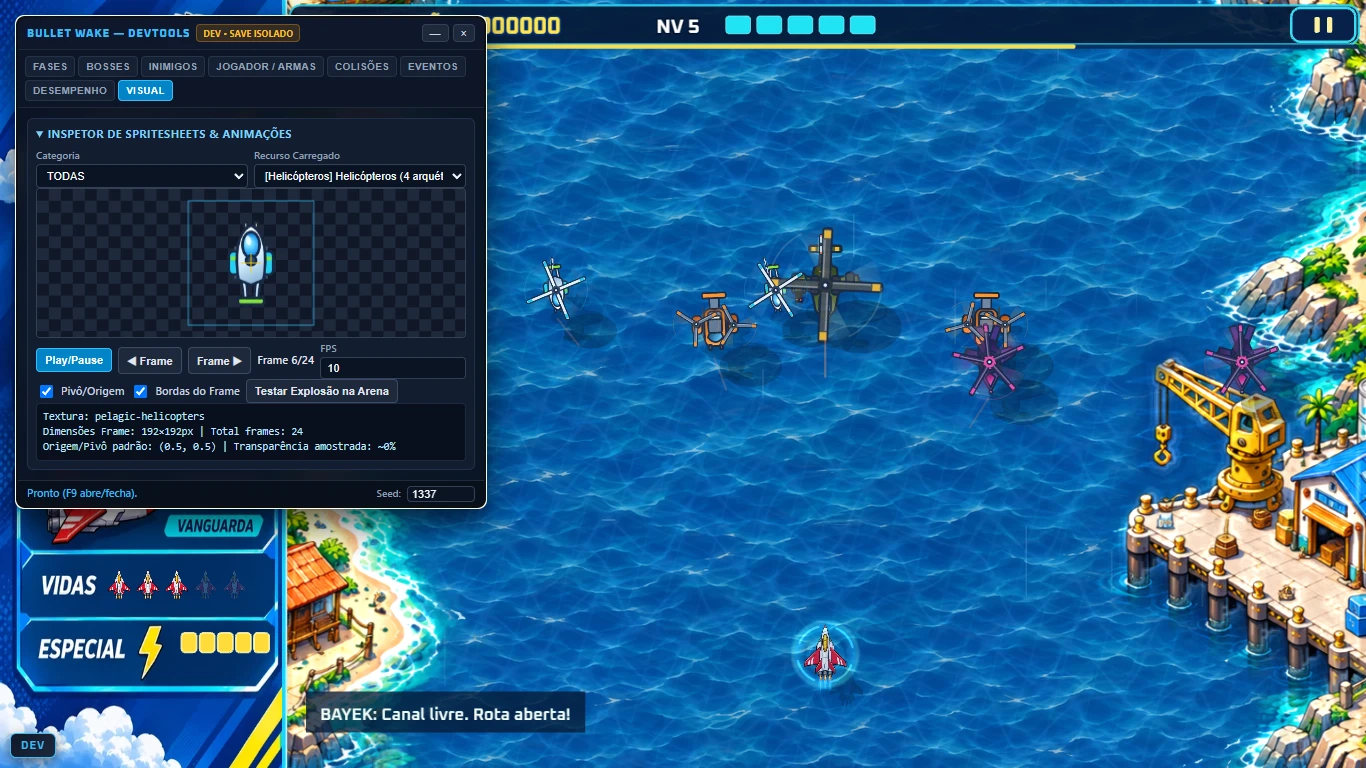 BULLET WAKE — DEVTOOLS DEV • SAVE ISOLADO — ×
000000 NV 5
FASES BOSSES INIMIGOS JOGADOR / ARMAS COLISÕES EVENTOS
DESEMPENHO VISUAL
▼ INSPETOR DE SPRITESHEETS & ANIMAÇÕES
Categoria Recurso Carregado
TODAS [Helicópteros] Helicópteros (4 arquét
Play/Pause ◀ Frame Frame ▶ Frame 6/24 FPS
10
Pivô/Origem Bordas do Frame Testar Explosão na Arena
Textura: pelagic-helicopters
Dimensões Frame: 192×192px | Total frames: 24
Origem/Pivô padrão: (0.5, 0.5) | Transparência amostrada: ~0%
Pronto (F9 abre/fecha). Seed: 1337
VANGUARDA
VIDAS
ESPECIAL
BAYEK: Canal livre. Rota aberta!
DEV